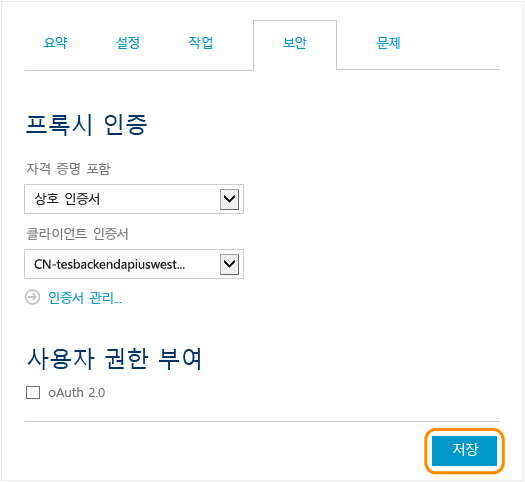 요약 설정 작업 보안 문제
프록시 인증
자격 증명 포함
상호 인증서
클라이언트 인증서
CN-tesbackendapiuswest...
인증서 관리...
사용자 권한 부여
oAuth 2.0
저장